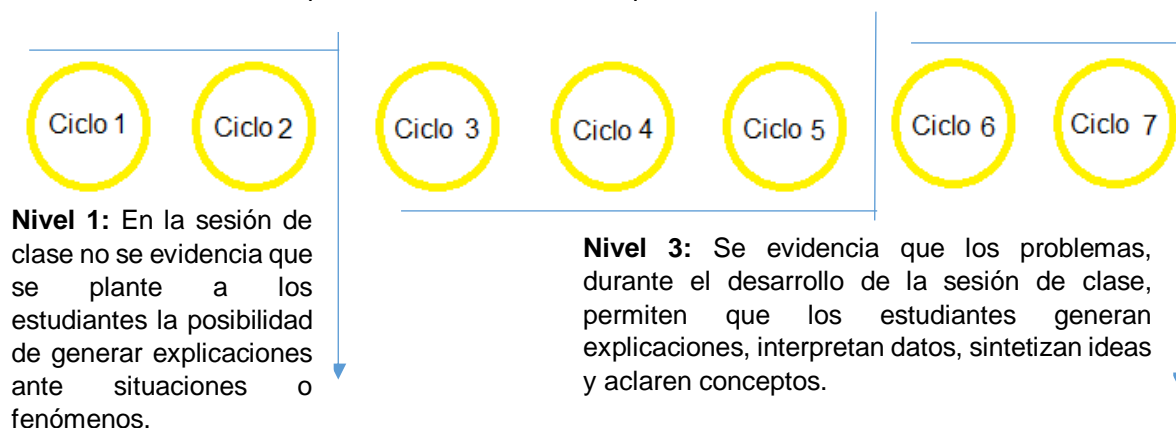 Ciclo 1
Ciclo 2
Ciclo 3
Ciclo 4
Ciclo 5
Ciclo 6
Ciclo 7
Nivel 1: En la sesión de
clase no se evidencia que
se plante a los
estudiantes la posibilidad
de generar explicaciones
ante situaciones o
fenómenos.
Nivel 3: Se evidencia que los problemas,
durante el desarrollo de la sesión de clase,
permiten que los estudiantes generan
explicaciones, interpretan datos, sintetizan ideas
y aclaren conceptos.